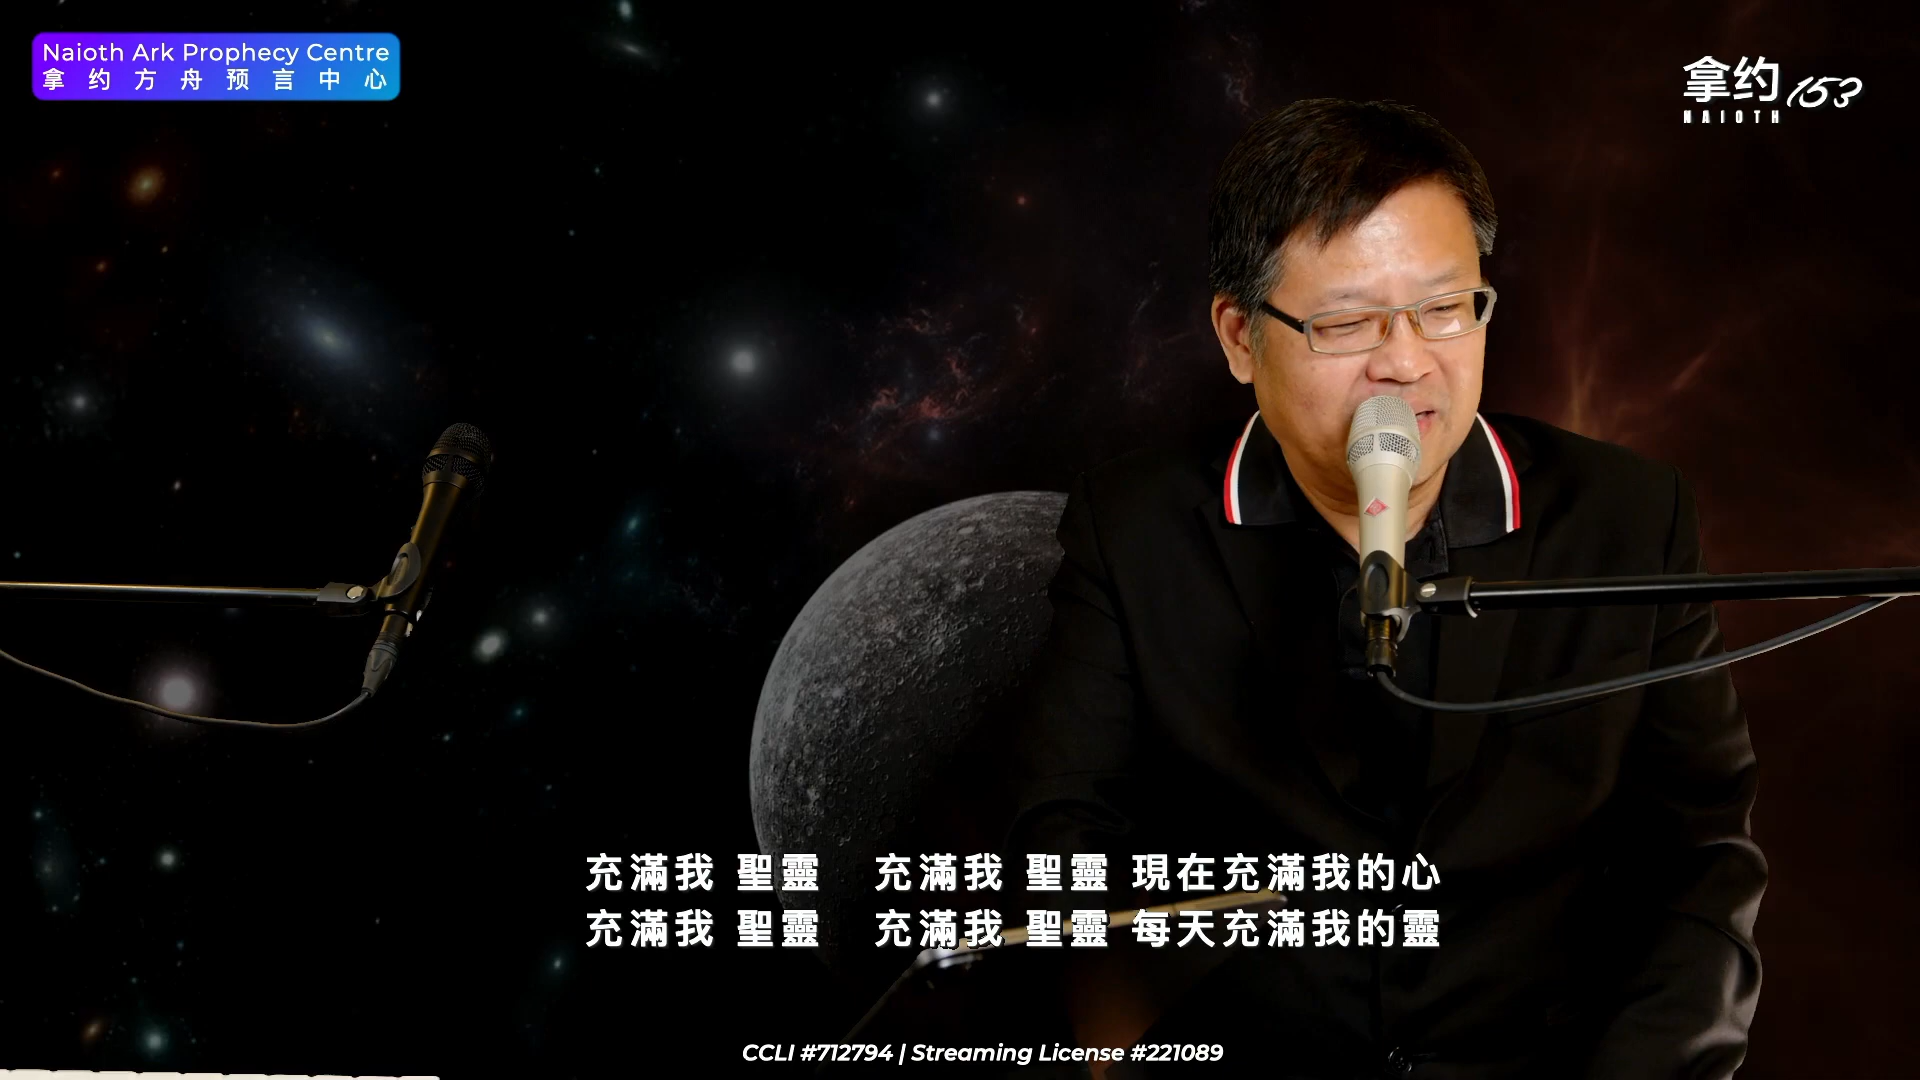 Naioth Ark Prophecy Centre
拿约方舟预言中心
拿约153
NAIOTH
充滿我 聖靈 充滿我 聖靈 現在充滿我的心
充滿我 聖靈 充滿我 聖靈 每天充滿我的靈
CCLI #712794 | Streaming License #221089